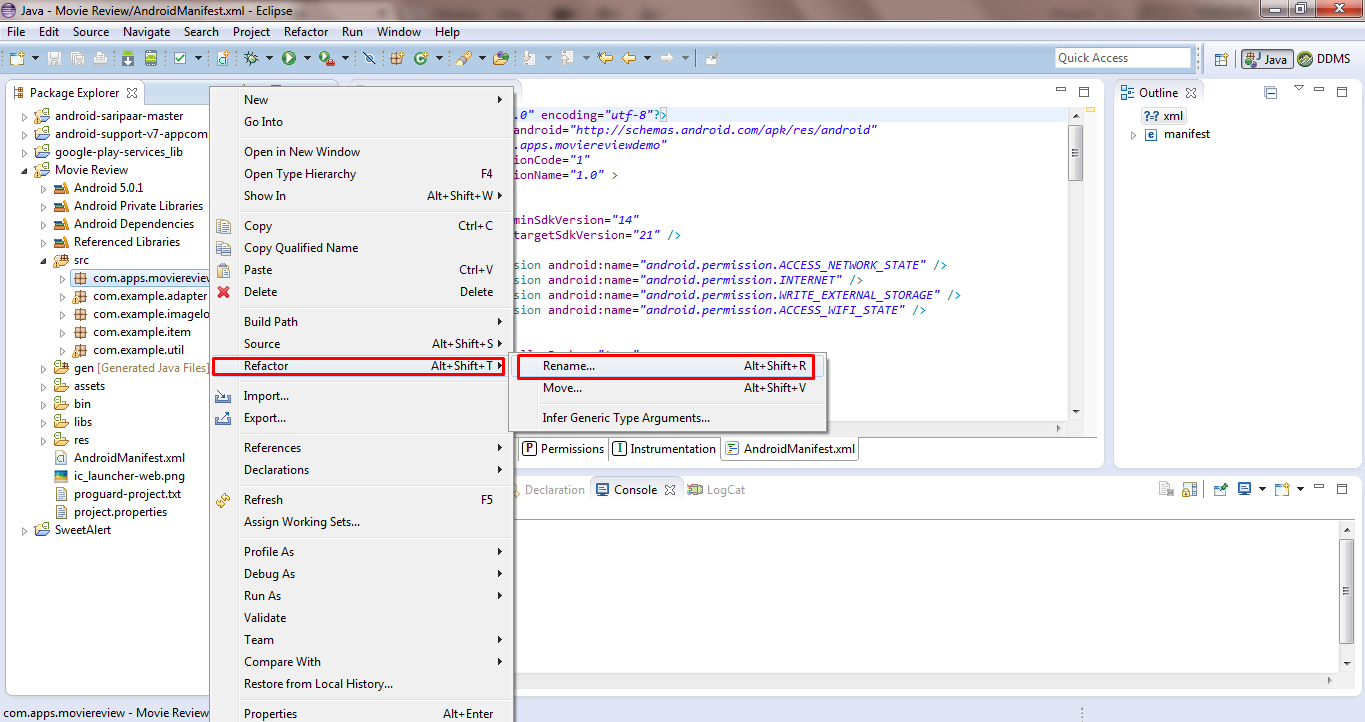 Java - Movie Review/AndroidManifest.xml - Eclipse
File Edit Source Navigate Search Project Refactor Run Window Help
Quick Access
Java
DDMS
Package Explorer
android-saripaar-master
android-support-v7-appcom
google-play-services_lib
Movie Review
Android 5.0.1
Android Private Libraries
Android Dependencies
Referenced Libraries
src
com.apps.moviereview
com.example.adapter
com.example.imagelo
com.example.item
com.example.util
gen [Generated Java Files]
assets
bin
libs
res
AndroidManifest.xml
ic_launcher-web.png
proguard-project.txt
project.properties
SweetAlert
New
Go Into
Open in New Window
Open Type Hierarchy F4
Show In Alt+Shift+W
Copy Ctrl+C
Copy Qualified Name
Paste Ctrl+V
Delete Delete
Build Path
Source Alt+Shift+S
Refactor Alt+Shift+T
Import...
Export...
References
Declarations
Refresh F5
Assign Working Sets...
Profile As
Debug As
Run As
Validate
Team
Compare With
Restore from Local History...
Properties Alt+Enter
Rename... Alt+Shift+R
Move... Alt+Shift+V
Infer Generic Type Arguments...
.0" encoding="utf-8"?>
android="http://schemas.android.com/apk/res/android"
.apps.moviereviewdemo"
ionCode="1"
ionName="1.0" >
minSdkVersion="14"
targetSdkVersion="21" />
sion android:name="android.permission.ACCESS_NETWORK_STATE" />
sion android:name="android.permission.INTERNET" />
sion android:name="android.permission.WRITE_EXTERNAL_STORAGE" />
sion android:name="android.permission.ACCESS_WIFI_STATE" />
P Permissions
I Instrumentation
AndroidManifest.xml
Outline
?=? xml
e manifest
Declaration
Console
LogCat
com.apps.moviereview - Movie Review